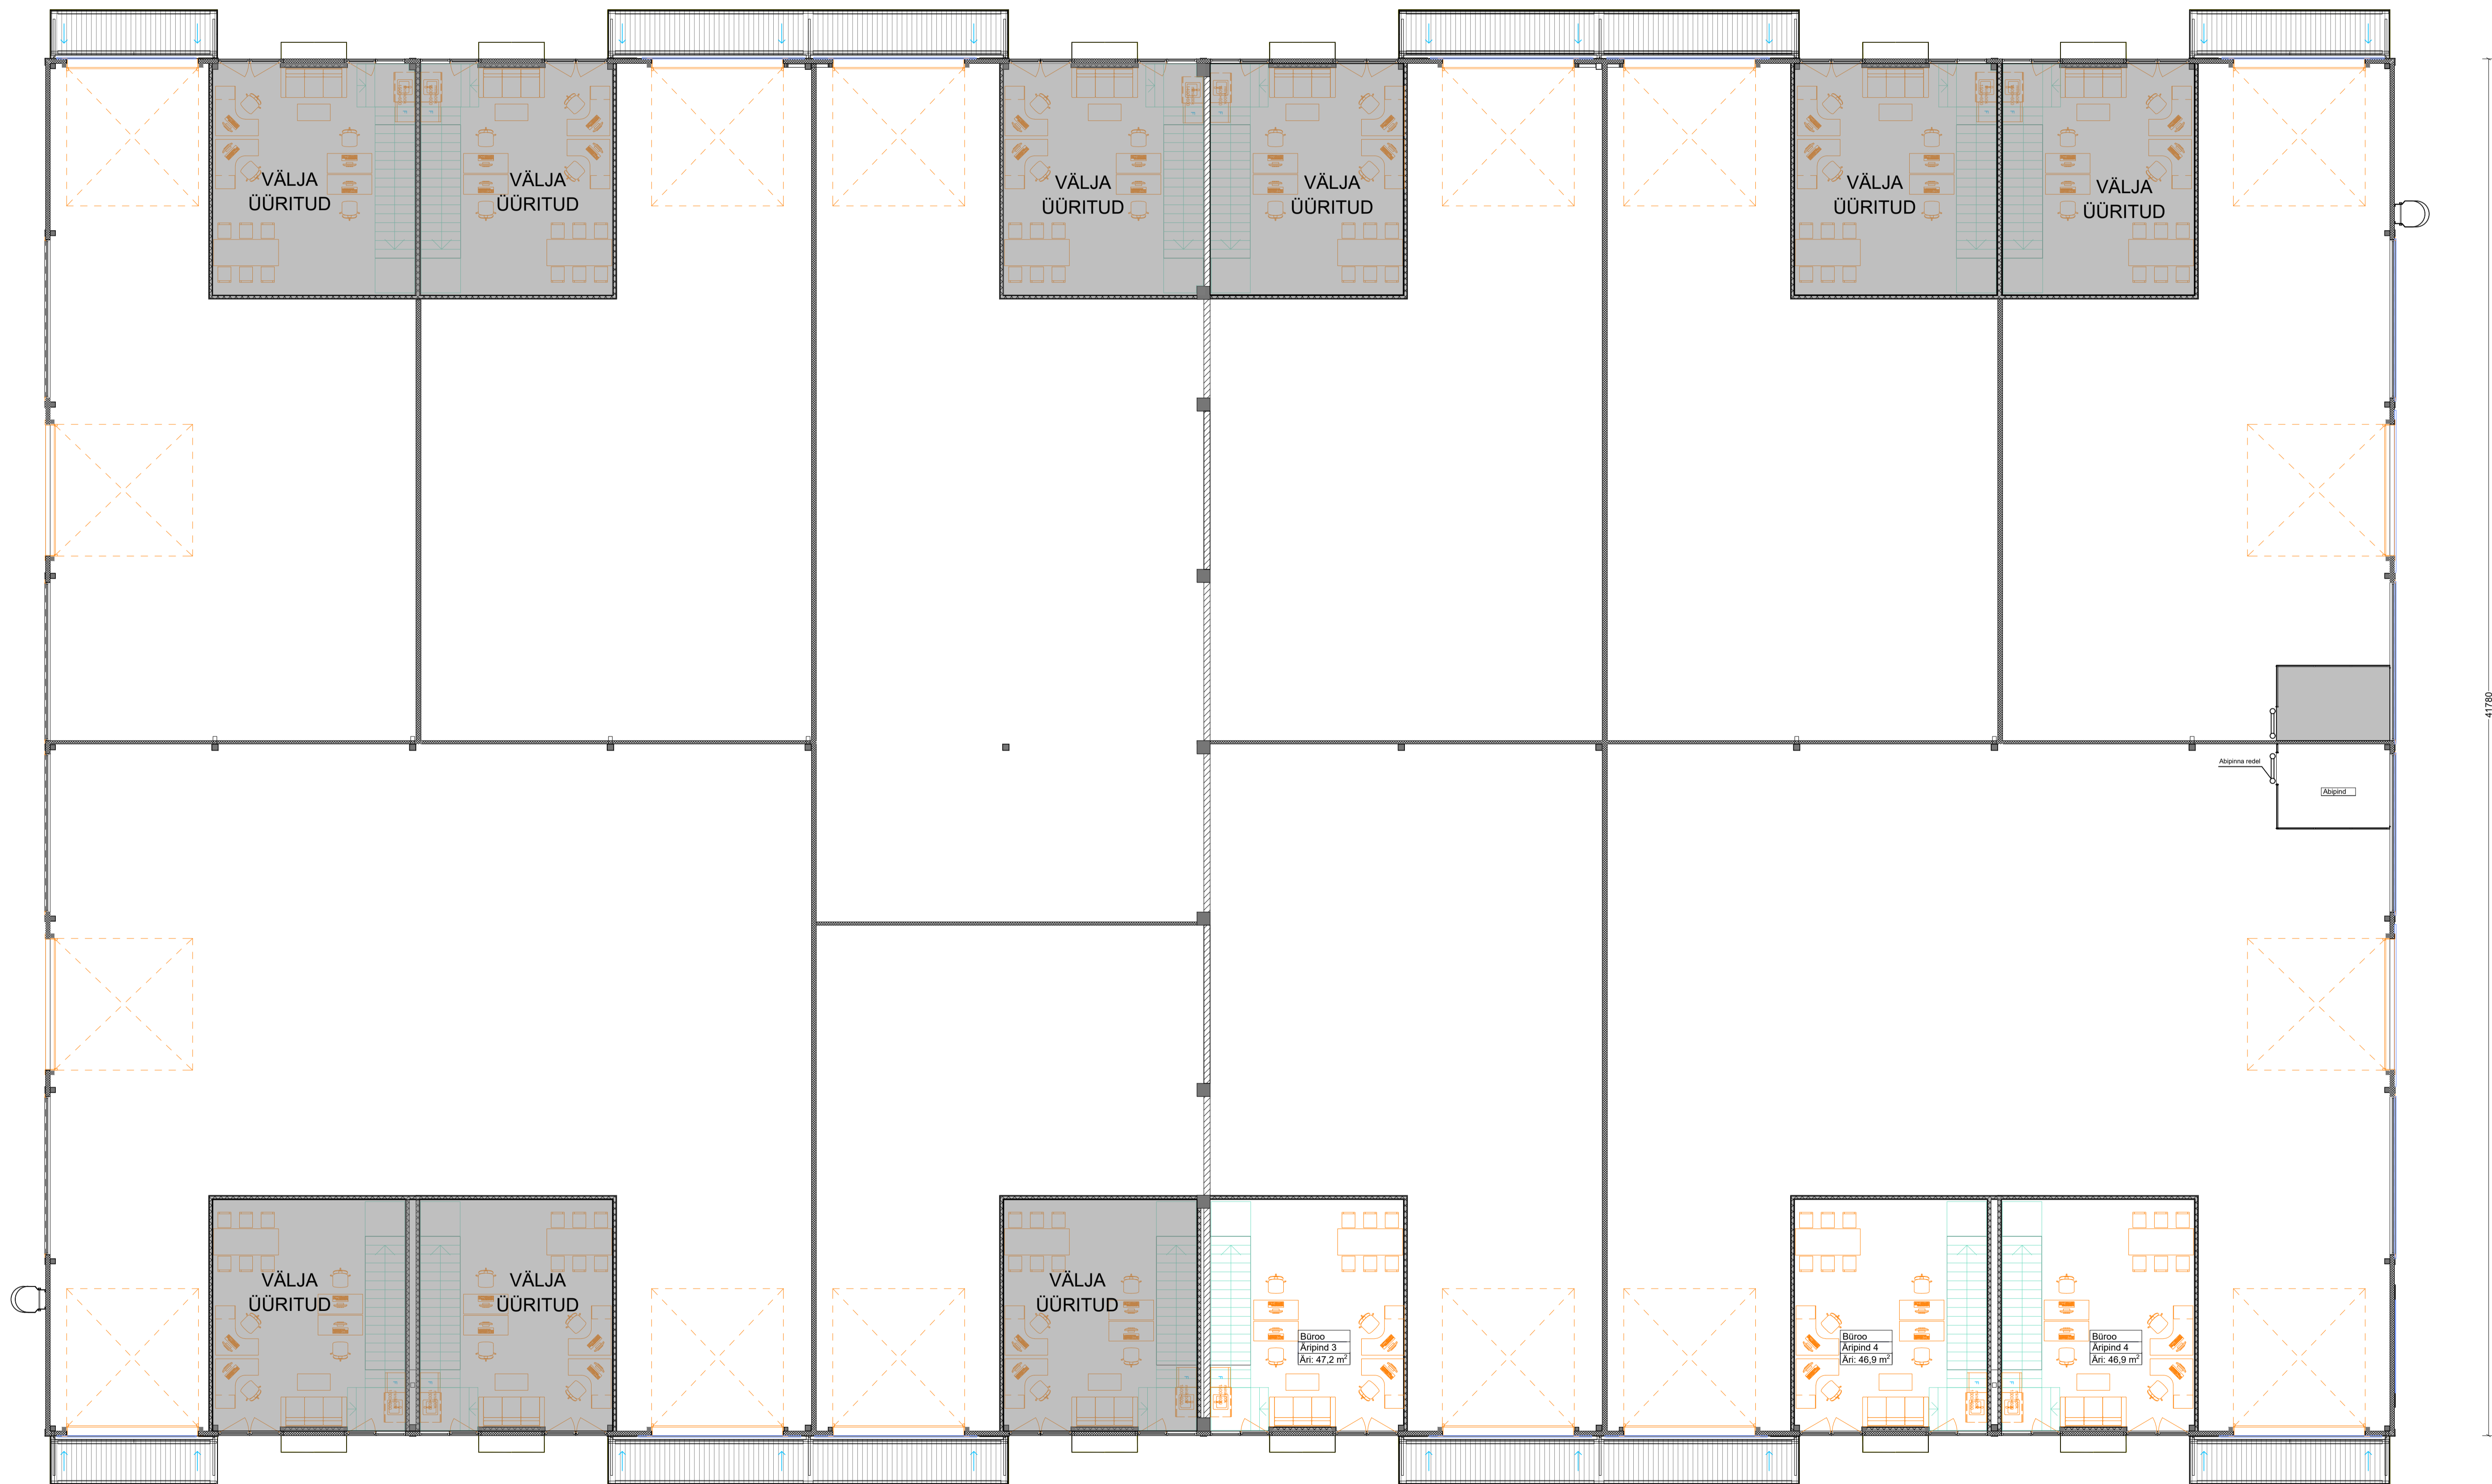 VÄLJA
ÜÜRITUD
VÄLJA
ÜÜRITUD
VÄLJA
ÜÜRITUD
VÄLJA
ÜÜRITUD
VÄLJA
ÜÜRITUD
VÄLJA
ÜÜRITUD
41780
Abipinna redel
Abipind
VÄLJA
ÜÜRITUD
VÄLJA
ÜÜRITUD
VÄLJA
ÜÜRITUD
Büroo
Äripind 3
Äri: 47,2 m²
Büroo
Äripind 4
Äri: 46,9 m²
Büroo
Äripind 4
Äri: 46,9 m²